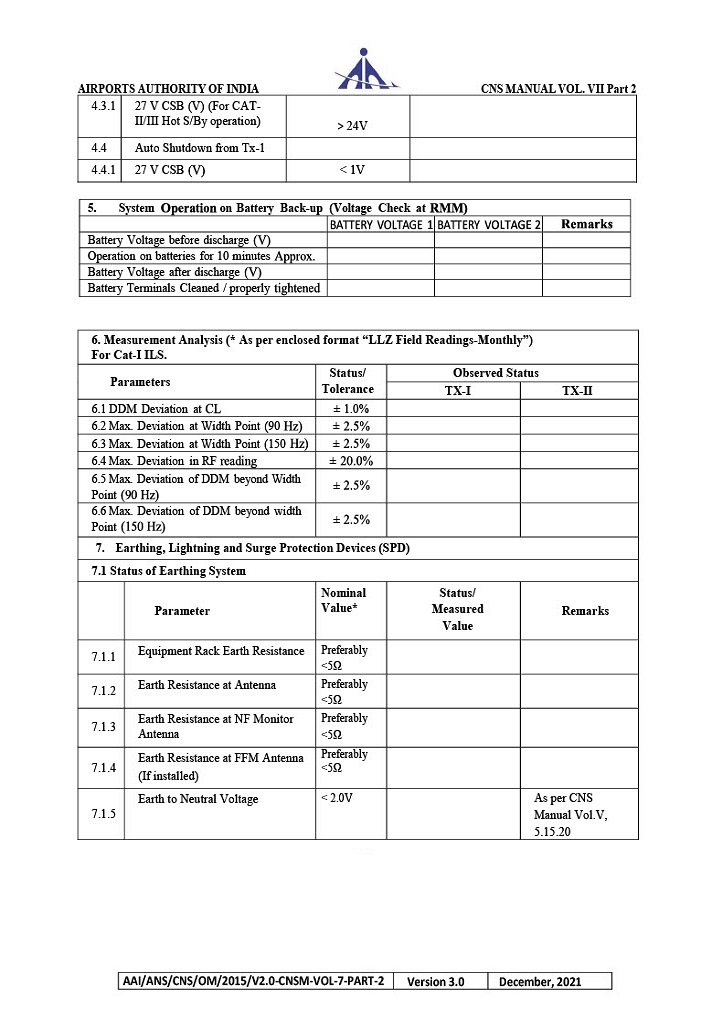 AIRPORTS AUTHORITY OF INDIA CNS MANUAL VOL. VII Part 2
4.3.1 27 V CSB (V) (For CAT-
II/III Hot S/By operation) > 24V
4.4 Auto Shutdown from Tx-1
4.4.1 27 V CSB (V) < 1V
5. System Operation on Battery Back-up (Voltage Check at RMM)
BATTERY VOLTAGE 1 BATTERY VOLTAGE 2 Remarks
Battery Voltage before discharge (V)
Operation on batteries for 10 minutes Approx.
Battery Voltage after discharge (V)
Battery Terminals Cleaned / properly tightened
6. Measurement Analysis (* As per enclosed format “LLZ Field Readings-Monthly”)
For Cat-I ILS.
Parameters Status/ Tolerance Observed Status
TX-I TX-II
6.1 DDM Deviation at CL ± 1.0%
6.2 Max. Deviation at Width Point (90 Hz) ± 2.5%
6.3 Max. Deviation at Width Point (150 Hz) ± 2.5%
6.4 Max. Deviation in RF reading ± 20.0%
6.5 Max. Deviation of DDM beyond Width
Point (90 Hz) ± 2.5%
6.6 Max. Deviation of DDM beyond width
Point (150 Hz) ± 2.5%
7. Earthing, Lightning and Surge Protection Devices (SPD)
7.1 Status of Earthing System
Parameter Nominal Value* Status/ Measured Value Remarks
7.1.1 Equipment Rack Earth Resistance Preferably
<5Ω
7.1.2 Earth Resistance at Antenna Preferably
<5Ω
7.1.3 Earth Resistance at NF Monitor Preferably
Antenna <5Ω
7.1.4 Earth Resistance at FFM Antenna Preferably
(If installed) <5Ω
7.1.5 Earth to Neutral Voltage < 2.0V As per CNS
Manual Vol.V,
5.15.20
AAI/ANS/CNS/OM/2015/V2.0-CNSM-VOL-7-PART-2 Version 3.0 December, 2021